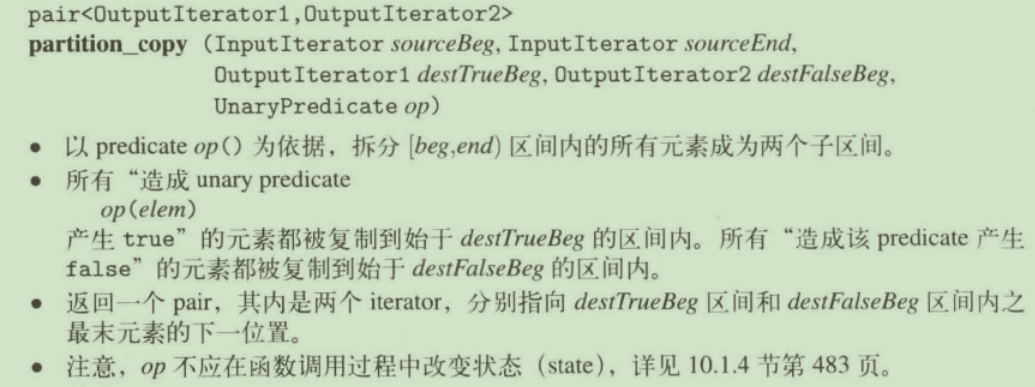 pair<OutputIterator1,OutputIterator2>
partition_copy (InputIterator sourceBeg, InputIterator sourceEnd,
OutputIterator1 destTrueBeg, OutputIterator2 destFalseBeg,
UnaryPredicate op)
• 以 predicate op() 为依据，拆分 [beg,end) 区间内的所有元素成为两个子区间。
• 所有“造成 unary predicate
op(elem)
产生 true”的元素都被复制到始于 destTrueBeg 的区间内。所有“造成该 predicate 产生
false”的元素都被复制到始于 destFalseBeg 的区间内。
• 返回一个 pair，其内是两个 iterator，分别指向 destTrueBeg 区间和 destFalseBeg 区间内之
最末元素的下一位置。
• 注意，op 不应在函数调用过程中改变状态（state），详见 10.1.4 节第 483 页。